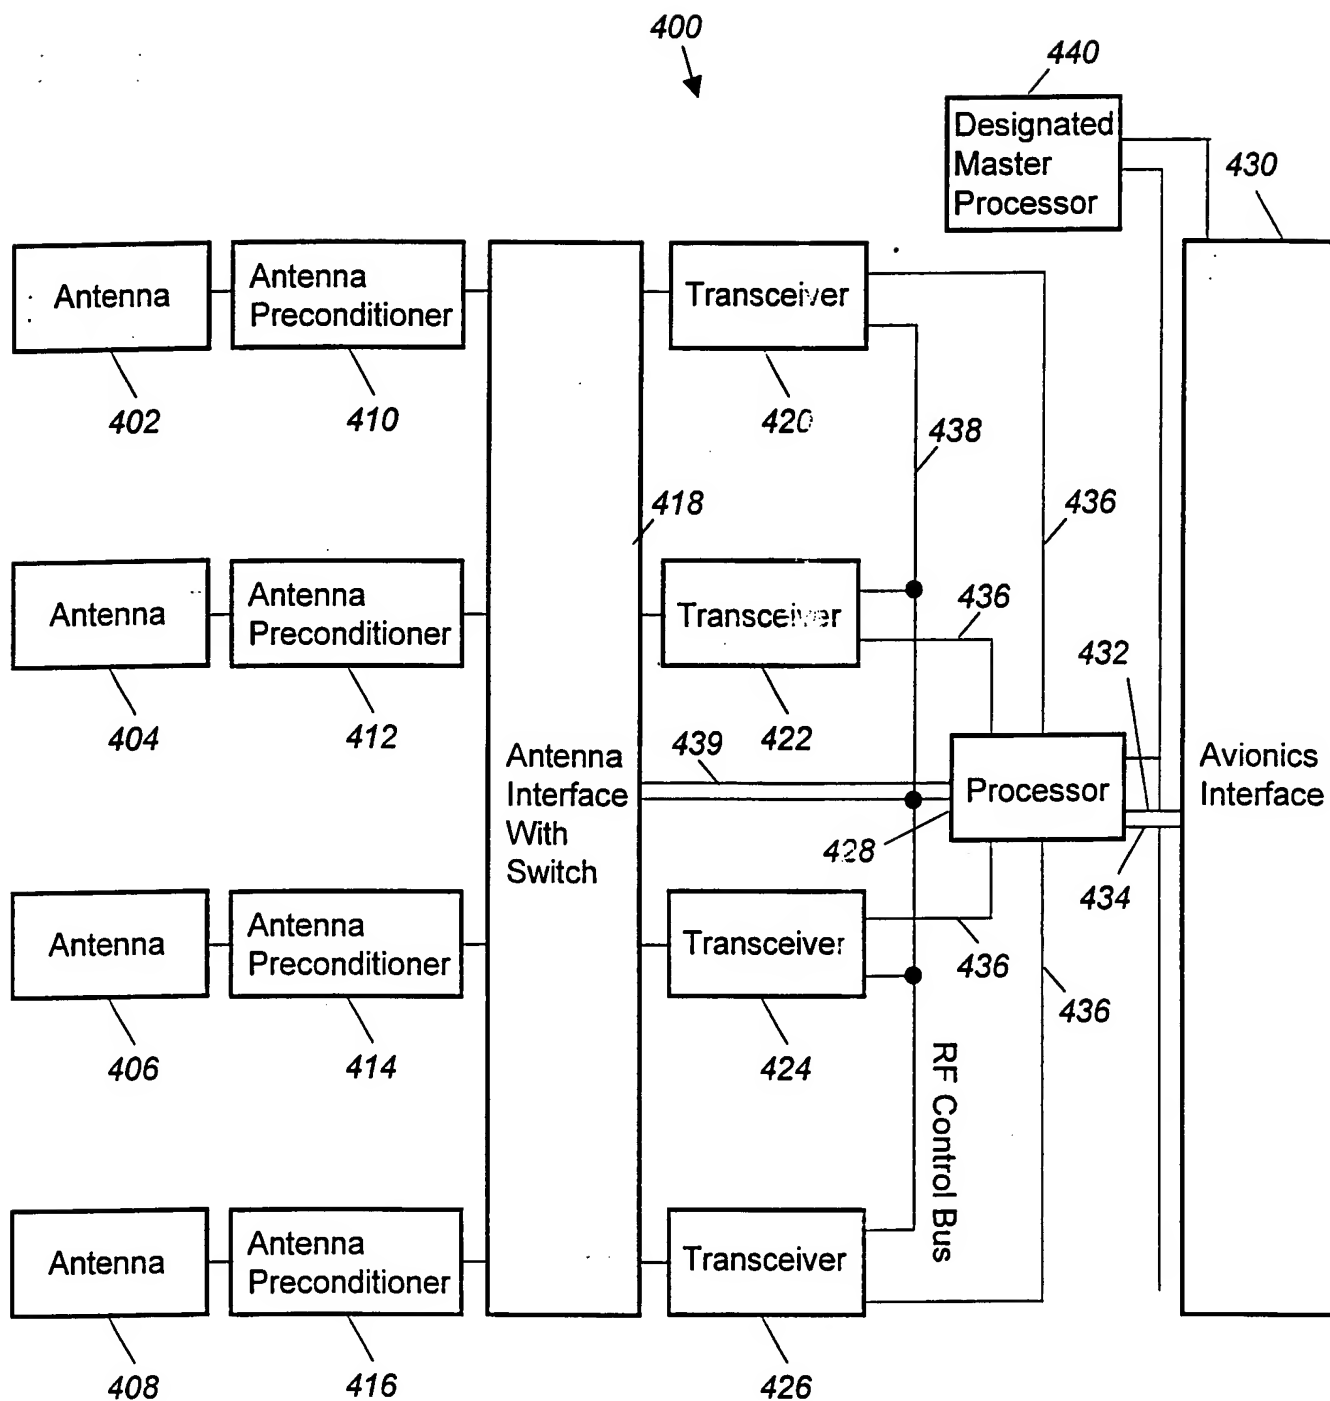 400
440
Designated
Master
Processor
430
Antenna
Antenna
Preconditioner
Transceiver
402
410
420
438
418
436
Antenna
Antenna
Preconditioner
Transceiver
436
432
404
412
422
439
Antenna
Interface
With
Switch
Processor
Avionics
Interface
428
434
Antenna
Antenna
Preconditioner
Transceiver
436
436
406
414
424
RF Control Bus
Antenna
Antenna
Preconditioner
Transceiver
408
416
426